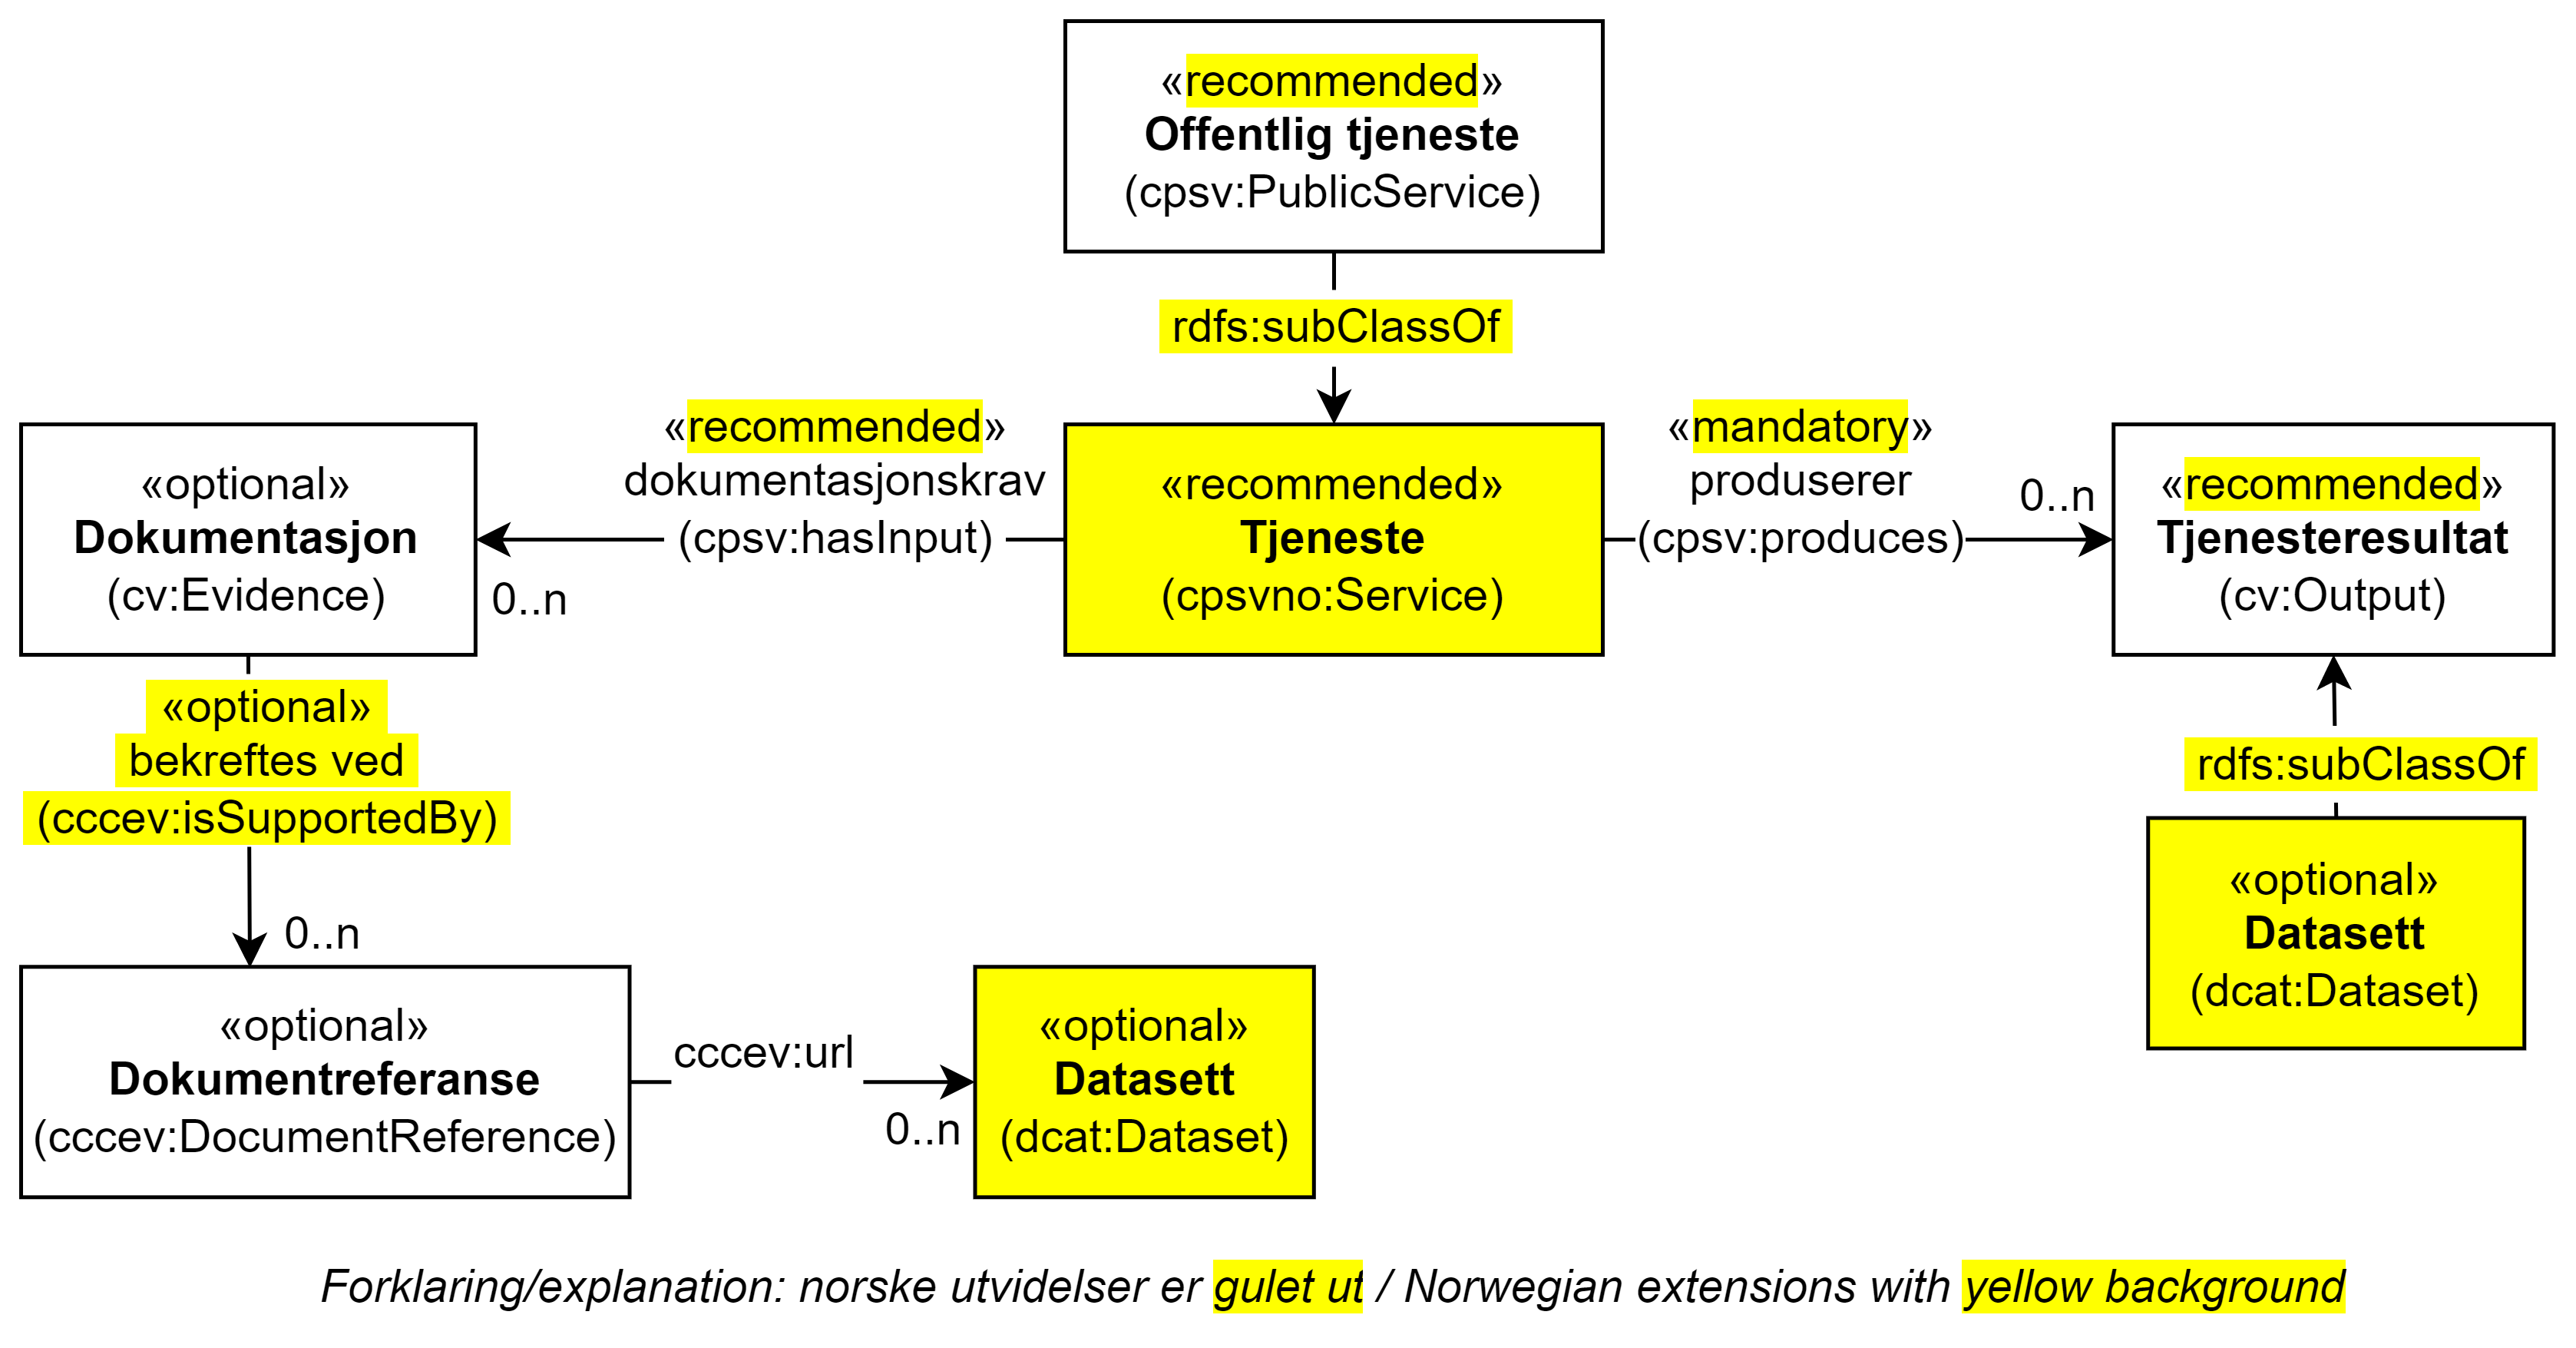 «recommended»
Offentlig tjeneste
(cpsv:PublicService)
rdfs:subClassOf
«optional»
Dokumentasjon
(cv:Evidence)
0..n
«recommended»
dokumentasjonskrav
(cpsv:hasInput)
«recommended»
Tjeneste
(cpsvno:Service)
«mandatory»
produserer
(cpsv:produces)
0..n
«recommended»
Tjenesteresultat
(cv:Output)
«optional»
bekreftes ved
(cccev:isSupportedBy)
0..n
rdfs:subClassOf
«optional»
Datasett
(dcat:Dataset)
«optional»
Dokumentreferanse
(cccev:DocumentReference)
cccev:url
0..n
«optional»
Datasett
(dcat:Dataset)
Forklaring/explanation: norske utvidelser er gulet ut / Norwegian extensions with yellow background